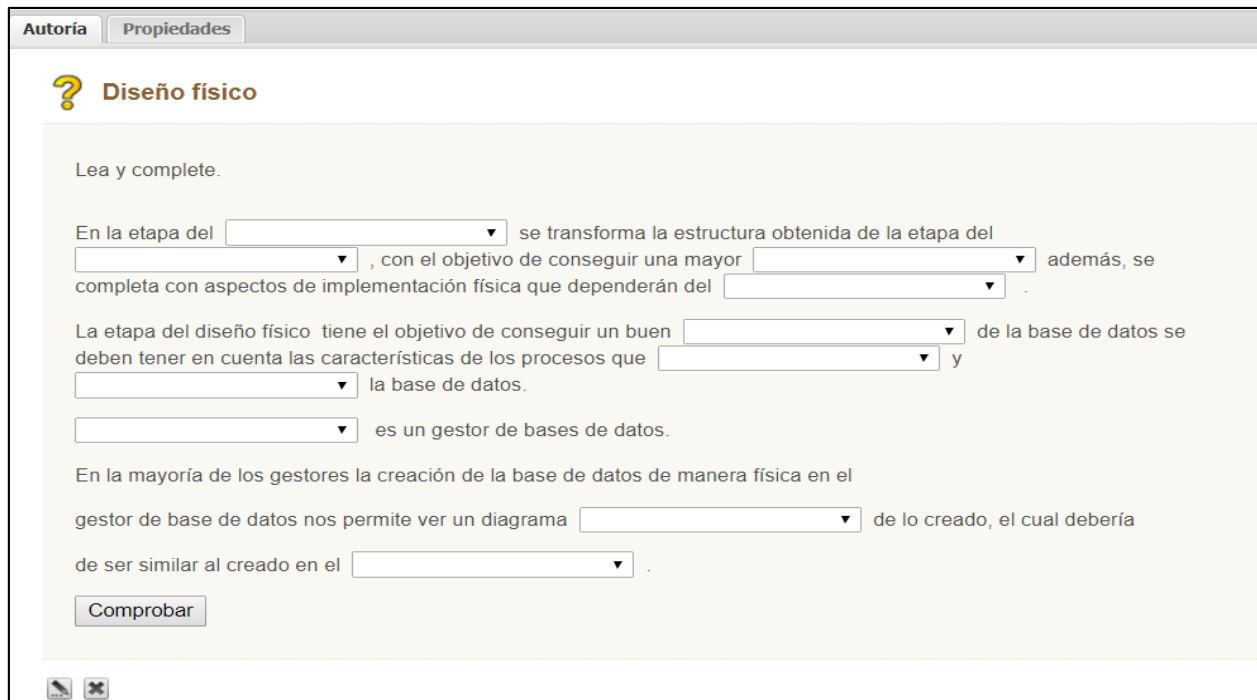 Autoría Propiedades
Diseño físico
Lea y complete.
En la etapa del se transforma la estructura obtenida de la etapa del
, con el objetivo de conseguir una mayor además, se
completa con aspectos de implementación física que dependerán del .
La etapa del diseño físico tiene el objetivo de conseguir un buen de la base de datos se
deben tener en cuenta las características de los procesos que y
la base de datos.
es un gestor de bases de datos.
En la mayoría de los gestores la creación de la base de datos de manera física en el
gestor de base de datos nos permite ver un diagrama de lo creado, el cual debería
de ser similar al creado en el .
Comprobar